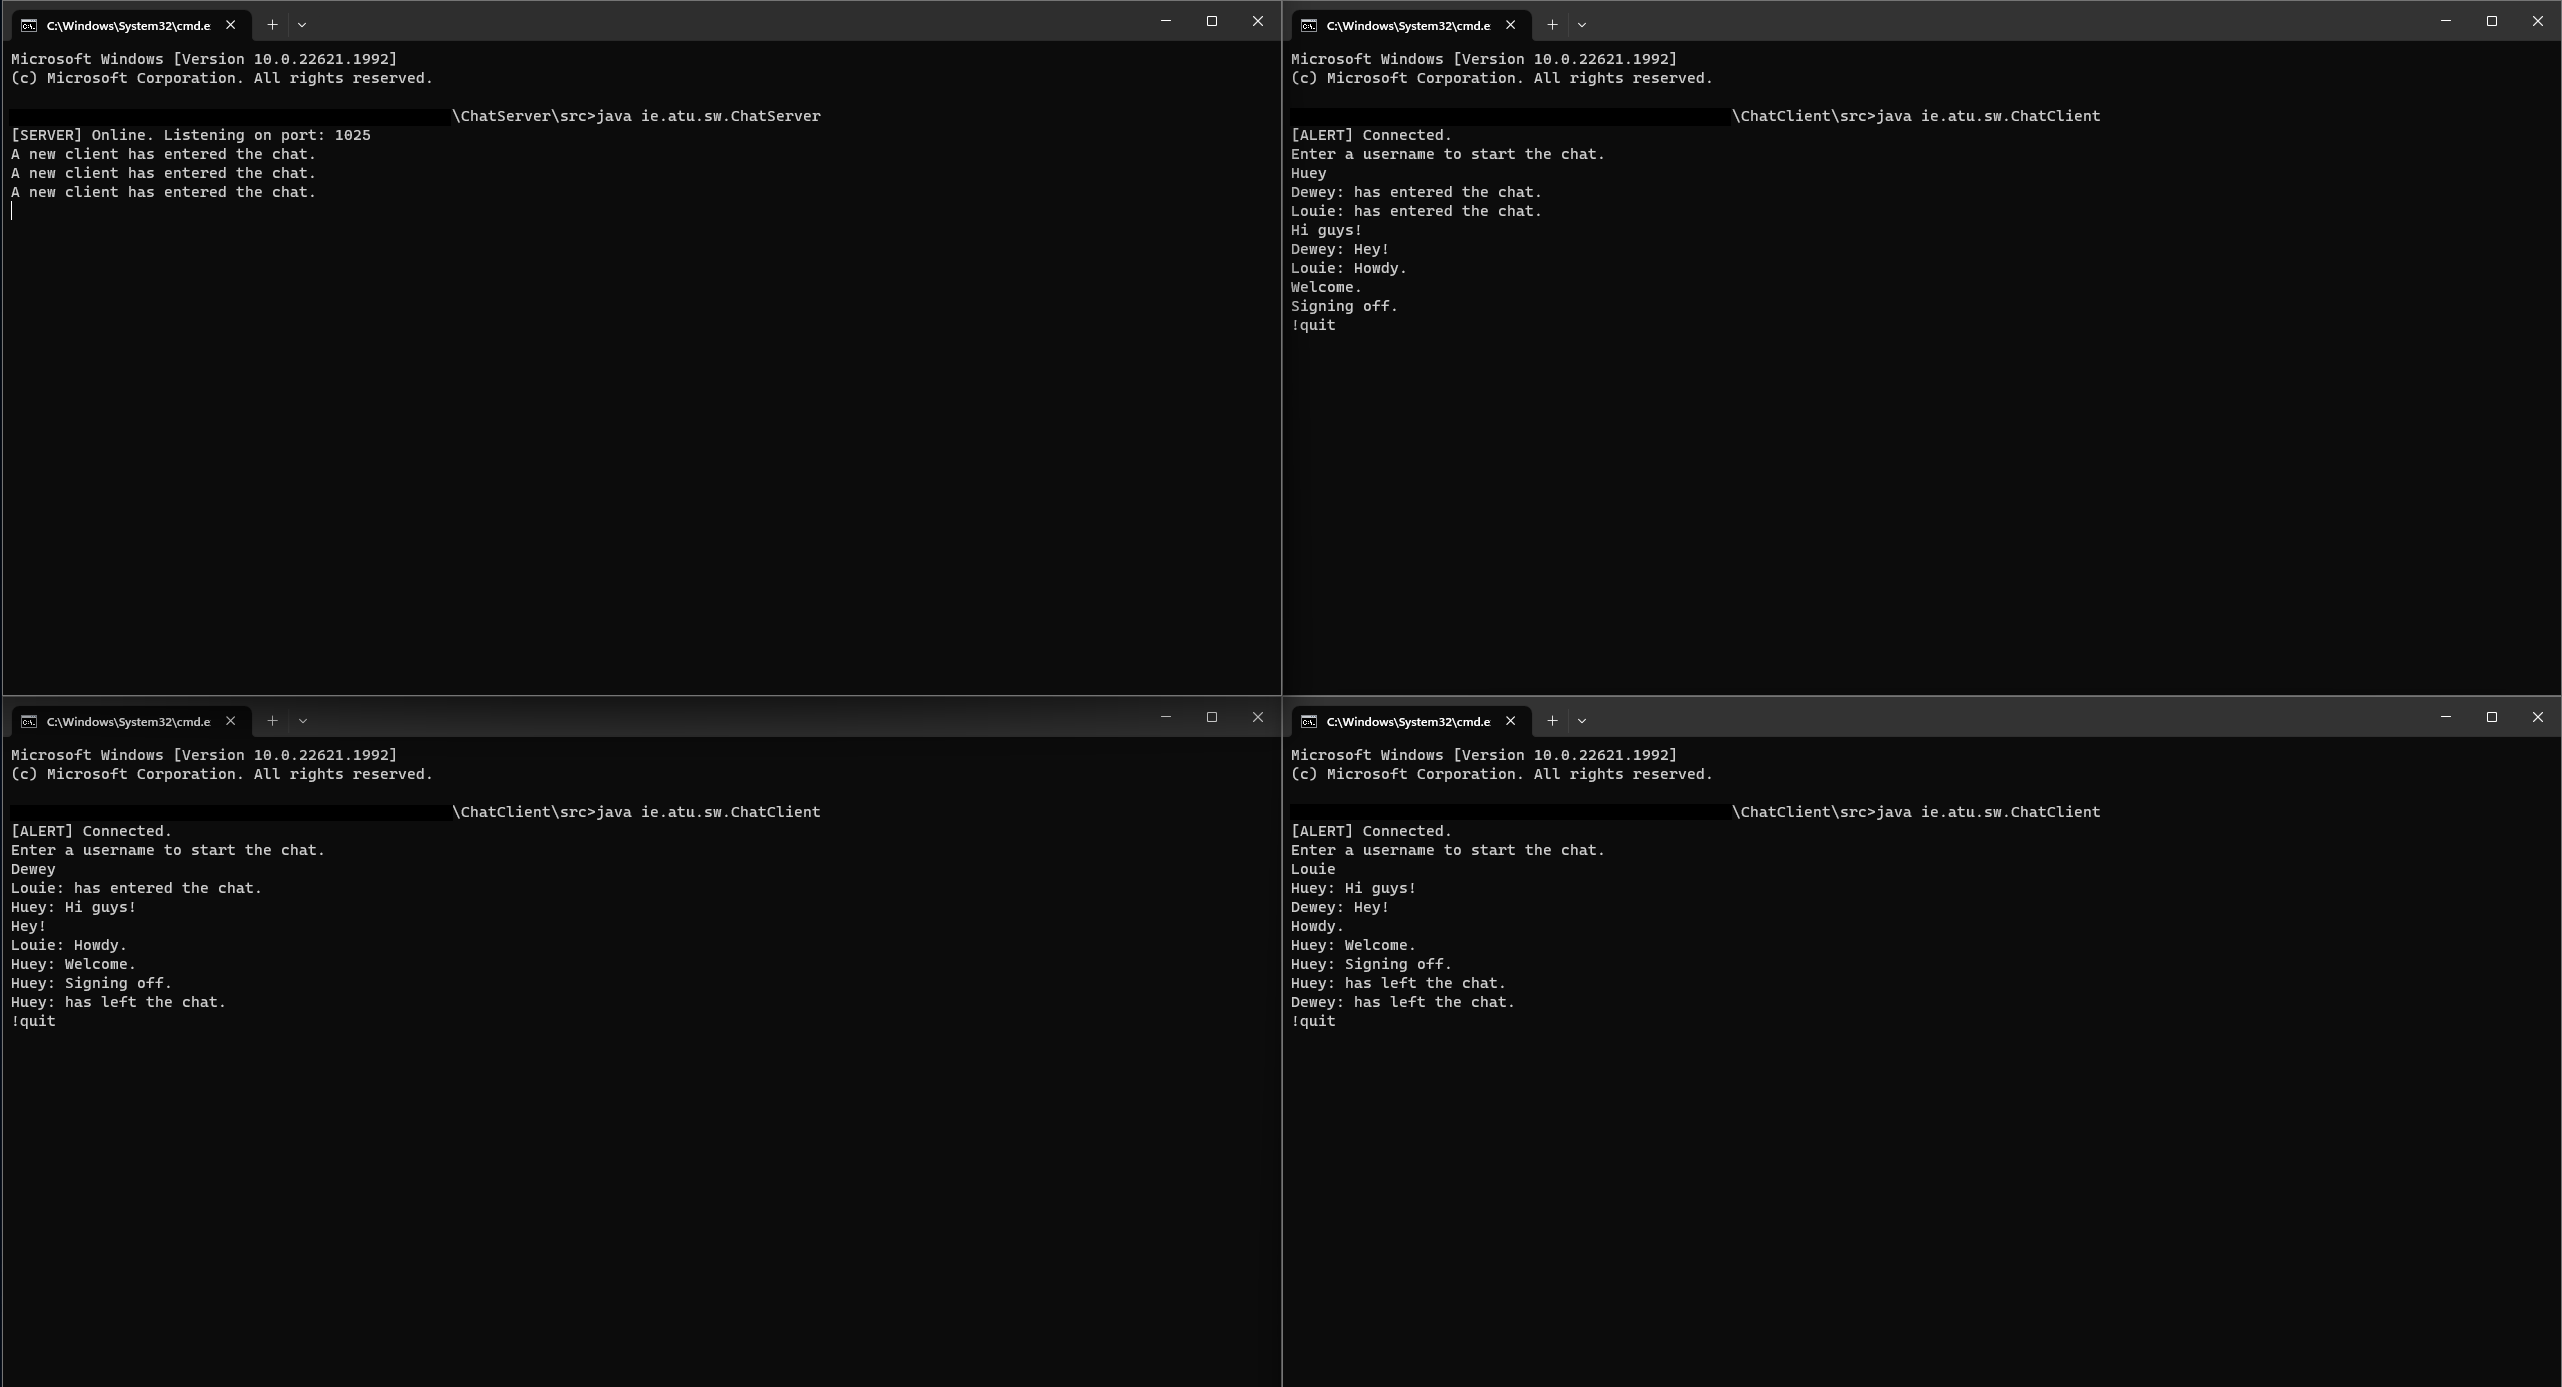 C:\Windows\System32\cmd.e
Microsoft Windows [Version 10.0.22621.1992]
(c) Microsoft Corporation. All rights reserved.
\ChatServer\src>java ie.atu.sw.ChatServer
[SERVER] Online. Listening on port: 1025
A new client has entered the chat.
A new client has entered the chat.
A new client has entered the chat.
C:\Windows\System32\cmd.e
Microsoft Windows [Version 10.0.22621.1992]
(c) Microsoft Corporation. All rights reserved.
\ChatClient\src>java ie.atu.sw.ChatClient
[ALERT] Connected.
Enter a username to start the chat.
Huey
Dewey: has entered the chat.
Louie: has entered the chat.
Hi guys!
Dewey: Hey!
Louie: Howdy.
Welcome.
Signing off.
!quit
C:\Windows\System32\cmd.e
Microsoft Windows [Version 10.0.22621.1992]
(c) Microsoft Corporation. All rights reserved.
\ChatClient\src>java ie.atu.sw.ChatClient
[ALERT] Connected.
Enter a username to start the chat.
Dewey
Louie: has entered the chat.
Huey: Hi guys!
Hey!
Louie: Howdy.
Huey: Welcome.
Huey: Signing off.
Huey: has left the chat.
!quit
C:\Windows\System32\cmd.e
Microsoft Windows [Version 10.0.22621.1992]
(c) Microsoft Corporation. All rights reserved.
\ChatClient\src>java ie.atu.sw.ChatClient
[ALERT] Connected.
Enter a username to start the chat.
Louie
Huey: Hi guys!
Dewey: Hey!
Howdy.
Huey: Welcome.
Huey: Signing off.
Huey: has left the chat.
Dewey: has left the chat.
!quit